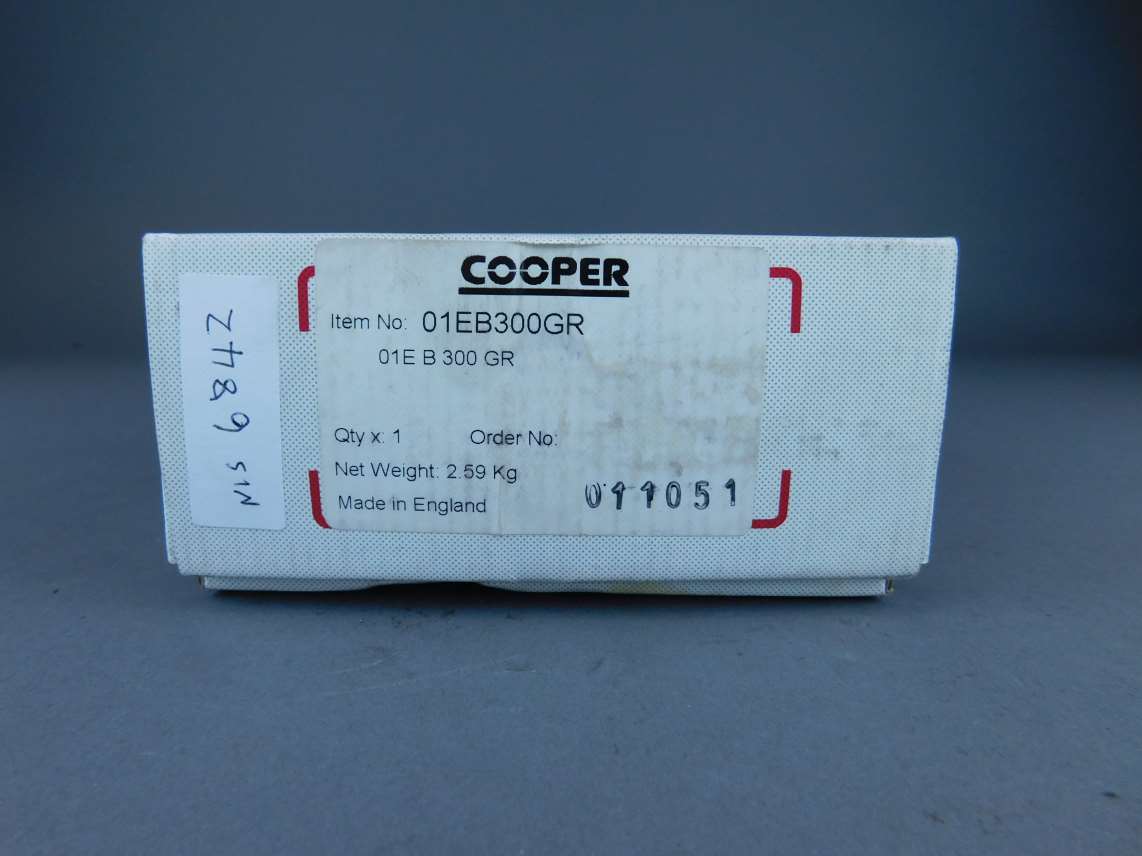 COOPER
Item No: 01EB300GR
01E B 300 GR
Qty x: 1 Order No:
Net Weight: 2.59 Kg
Made in England
011051